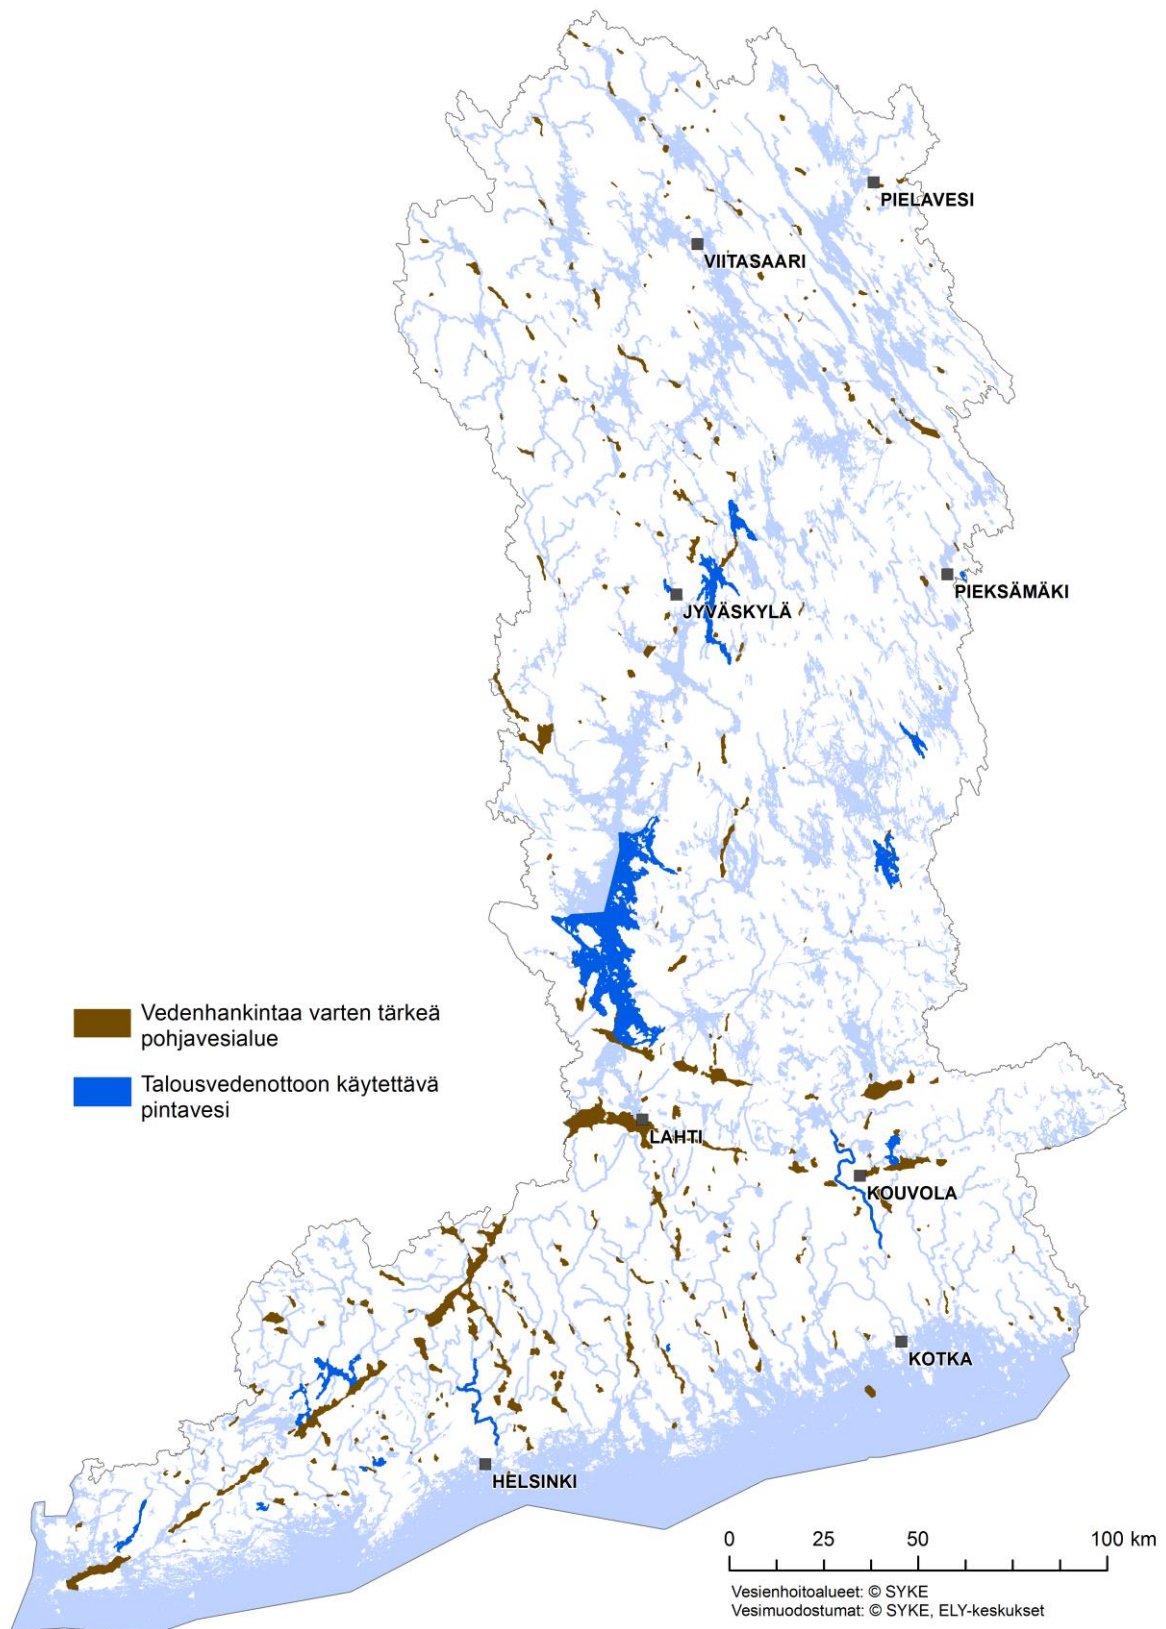 PIELAVESI
VIITASAARI
PIEKSÄMÄKI
JYVÄSKYLÄ
Vedenhankintaa varten tärkeä
pohjavesialue
Talousvedenottoon käytettävä
pintavesi
LAHTI
KOUVOLA
KOTKA
HELSINKI
0 25 50 100 km
Vesienhoitoalueet: © SYKE
Vesimuodostumat: © SYKE, ELY-keskukset